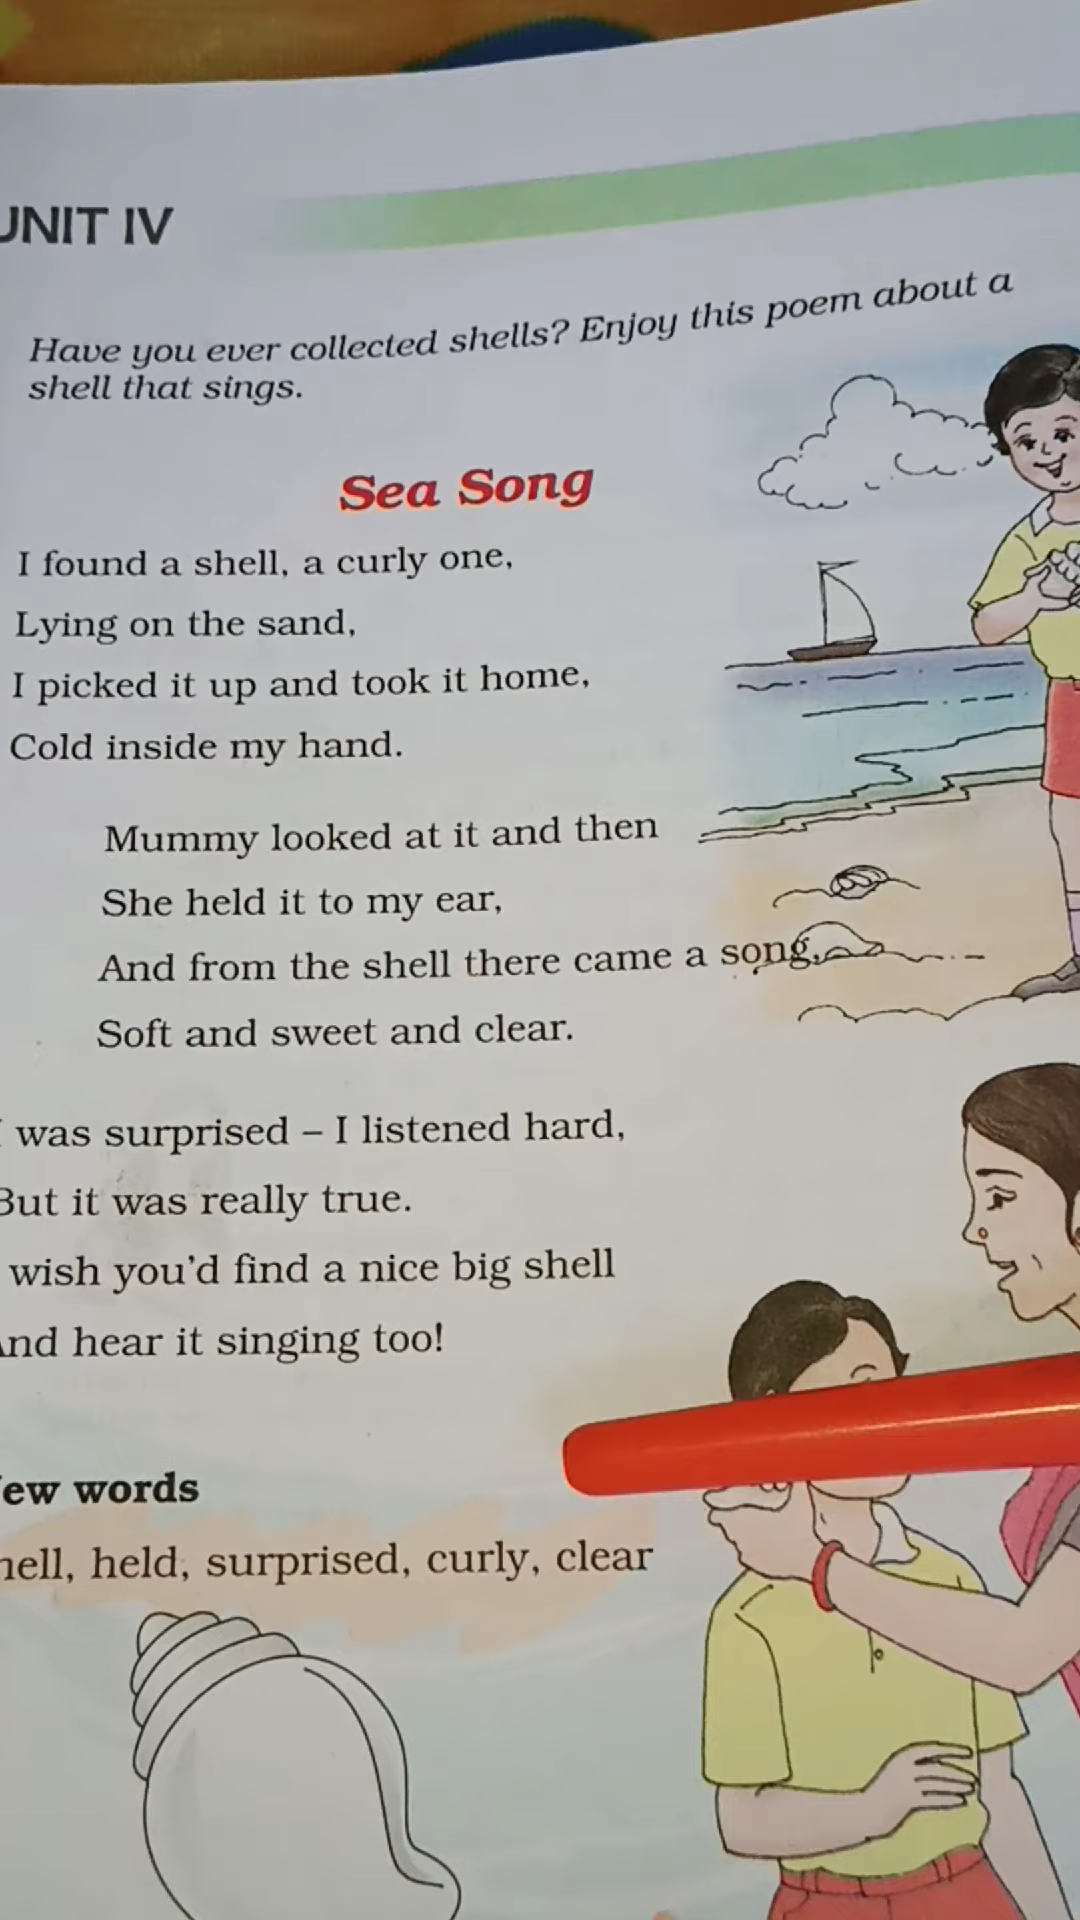 UNIT IV
Have you ever collected shells? Enjoy this poem about a
shell that sings.
Sea Song
I found a shell, a curly one,
Lying on the sand,
I picked it up and took it home,
Cold inside my hand.
Mummy looked at it and then
She held it to my ear,
And from the shell there came a song,
Soft and sweet and clear.
I was surprised – I listened hard,
But it was really true.
wish you'd find a nice big shell
And hear it singing too!
ew words
hell, held, surprised, curly, clear